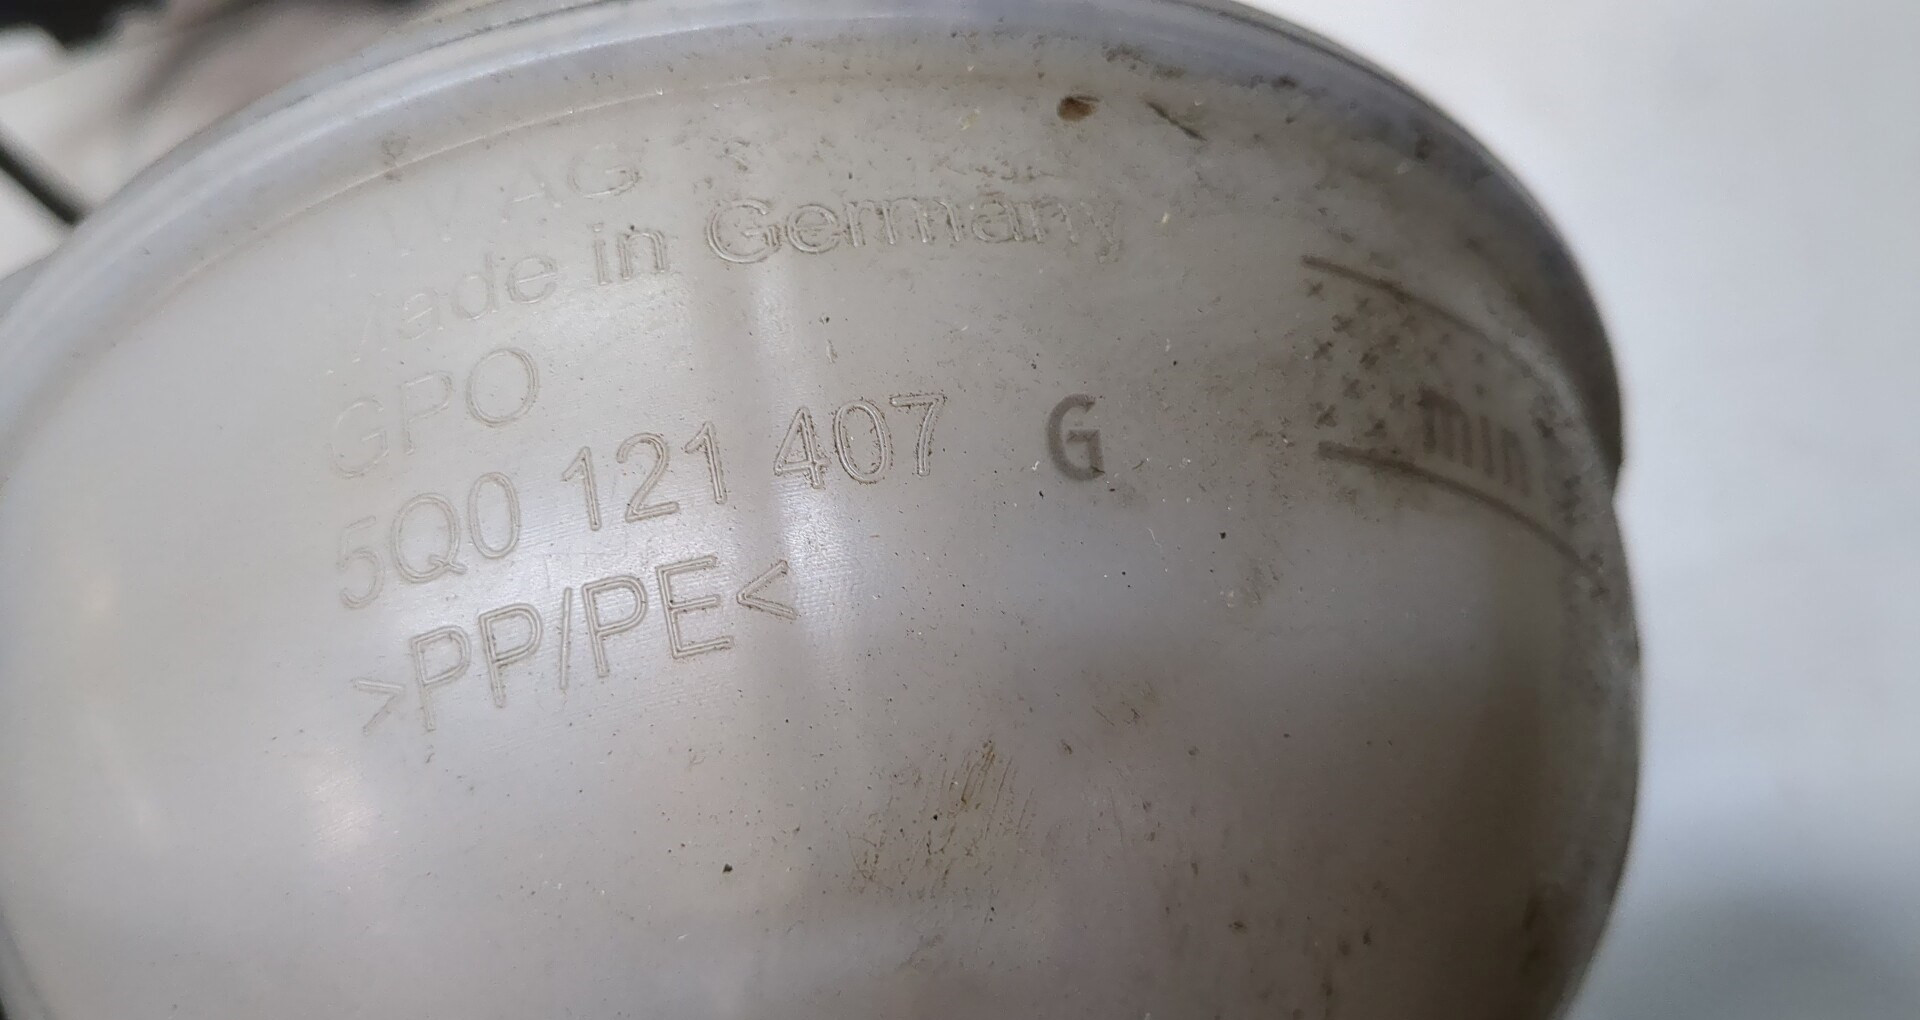 AG
Made in Germany
GPO
5Q0 121 407 G
>PP/PE<
min